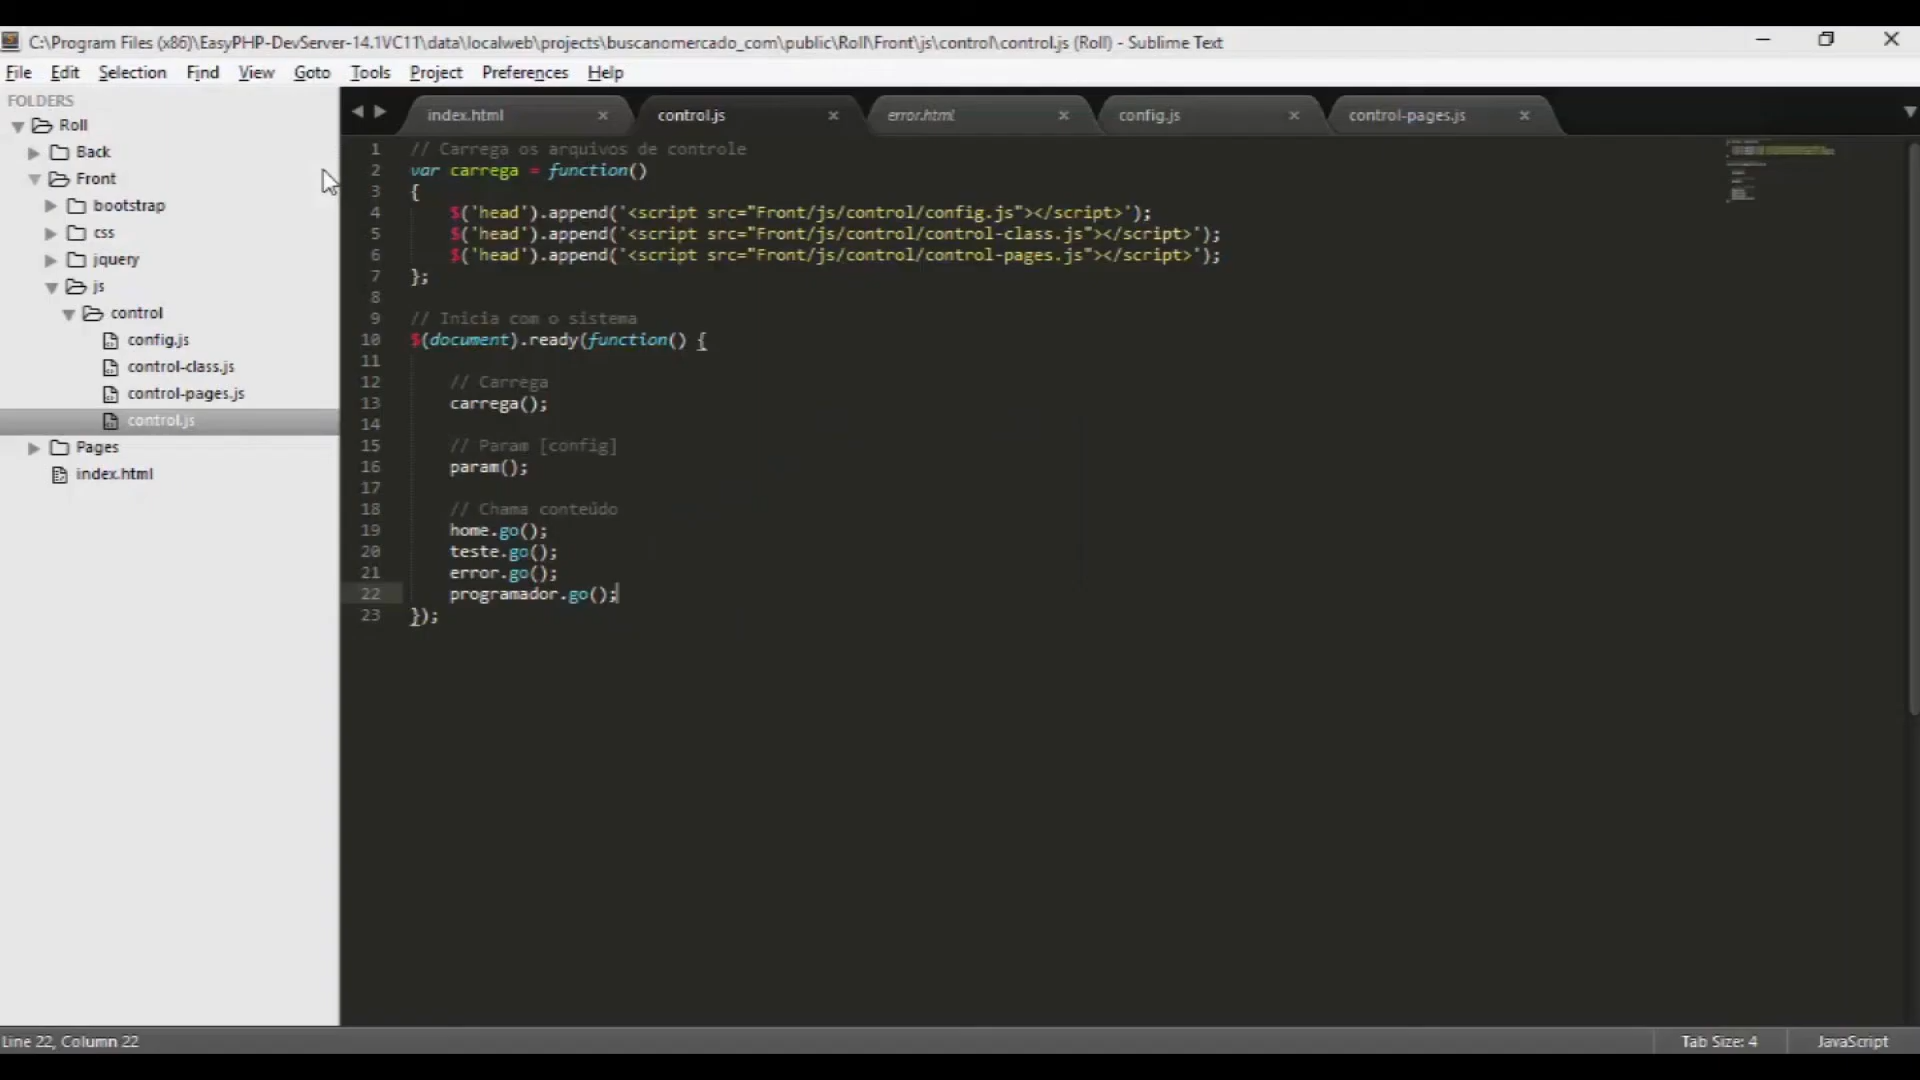 C:\Program Files (x86)\EasyPHP-DevServer-14.1VC11\data\localweb\projects\buscanomercado_com\public\Roll\Front\js\control\control.js (Roll) - Sublime Text
File Edit Selection Find View Goto Tools Project Preferences Help
FOLDERS
Roll
Back
Front
bootstrap
css
jquery
js
control
config.js
control-class.js
control-pages.js
control.js
Pages
index.html
index.html control.js error.html config.js control-pages.js
1 // Carrega os arquivos de controle
2 var carrega = function()
3 {
4 $('head').append('<script src="Front/js/control/config.js"></script>');
5 $('head').append('<script src="Front/js/control/control-class.js"></script>');
6 $('head').append('<script src="Front/js/control/control-pages.js"></script>');
7 };
8
9 // Inicia com o sistema
10 $(document).ready(function() {
11
12 // Carrega
13 carrega();
14
15 // Param [config]
16 param();
17
18 // Chama conteúdo
19 home.go();
20 teste.go();
21 error.go();
22 programador.go();
23 });
Line 22, Column 22
Tab Size: 4
JavaScript